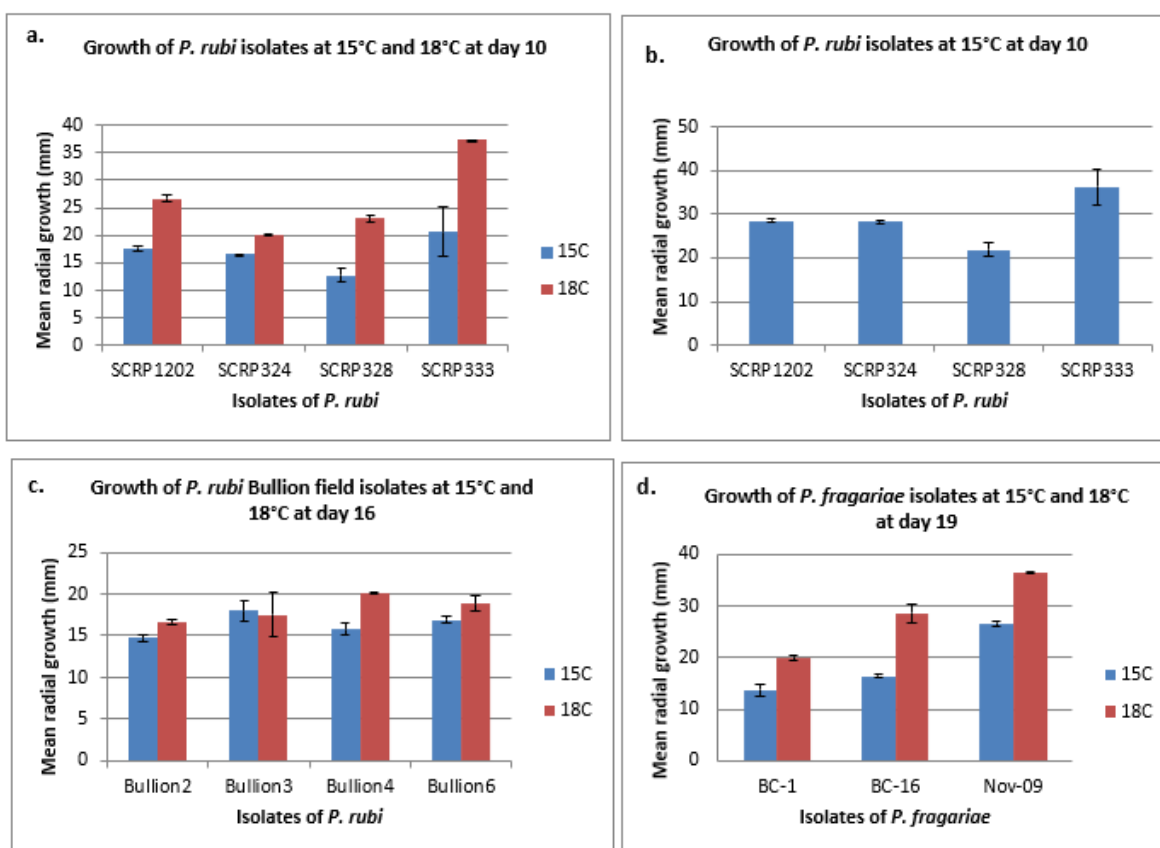 a.
Growth of P. rubi isolates at 15°C and 18°C at day 10
Mean radial growth (mm)
40
35
30
25
20
15
10
5
0
SCRP1202 SCRP324 SCRP328 SCRP333
Isolates of P. rubi
15C
18C
b.
Growth of P. rubi isolates at 15°C at day 10
Mean radial growth (mm)
50
40
30
20
10
0
SCRP1202 SCRP324 SCRP328 SCRP333
Isolates of P. rubi
c.
Growth of P. rubi Bullion field isolates at 15°C and
18°C at day 16
Mean radial growth (mm)
25
20
15
10
5
0
Bullion2 Bullion3 Bullion4 Bullion6
Isolates of P. rubi
15C
18C
d.
Growth of P. fragariae isolates at 15°C and 18°C
at day 19
Mean radial growth (mm)
40
30
20
10
0
BC-1 BC-16 Nov-09
Isolates of P. fragariae
15C
18C